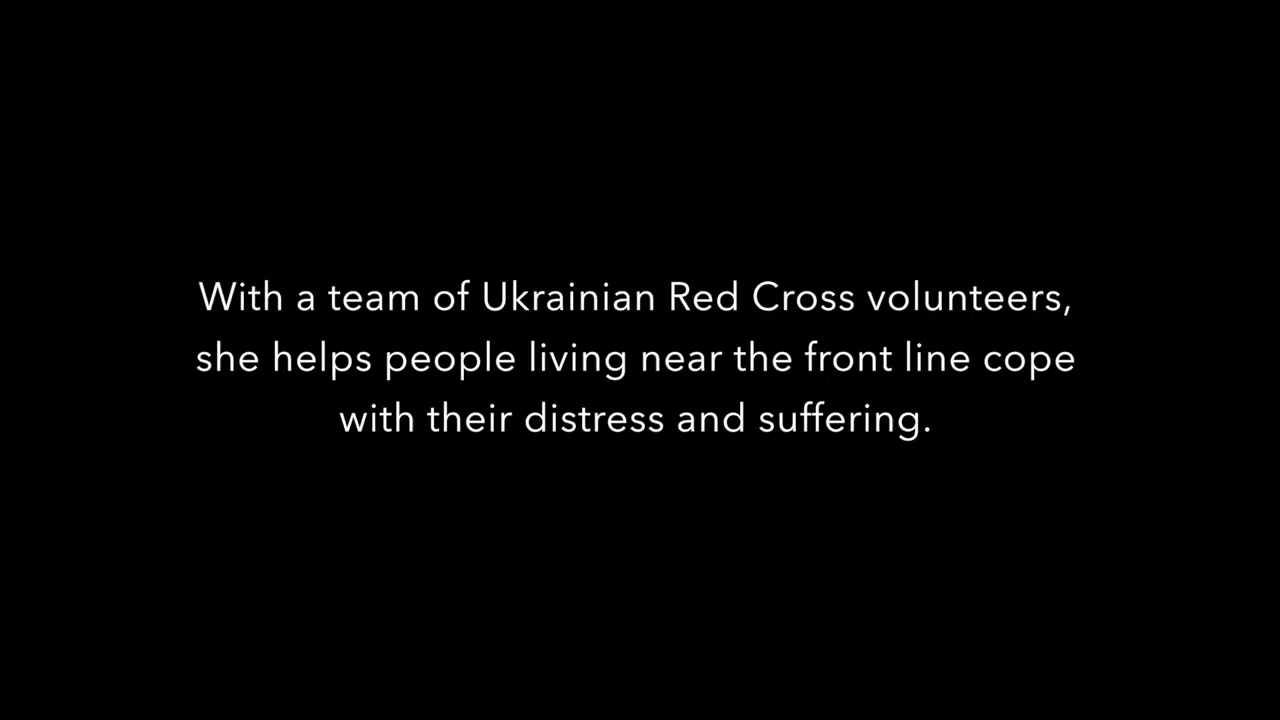 With a team of Ukrainian Red Cross volunteers,
she helps people living near the front line cope
with their distress and suffering.